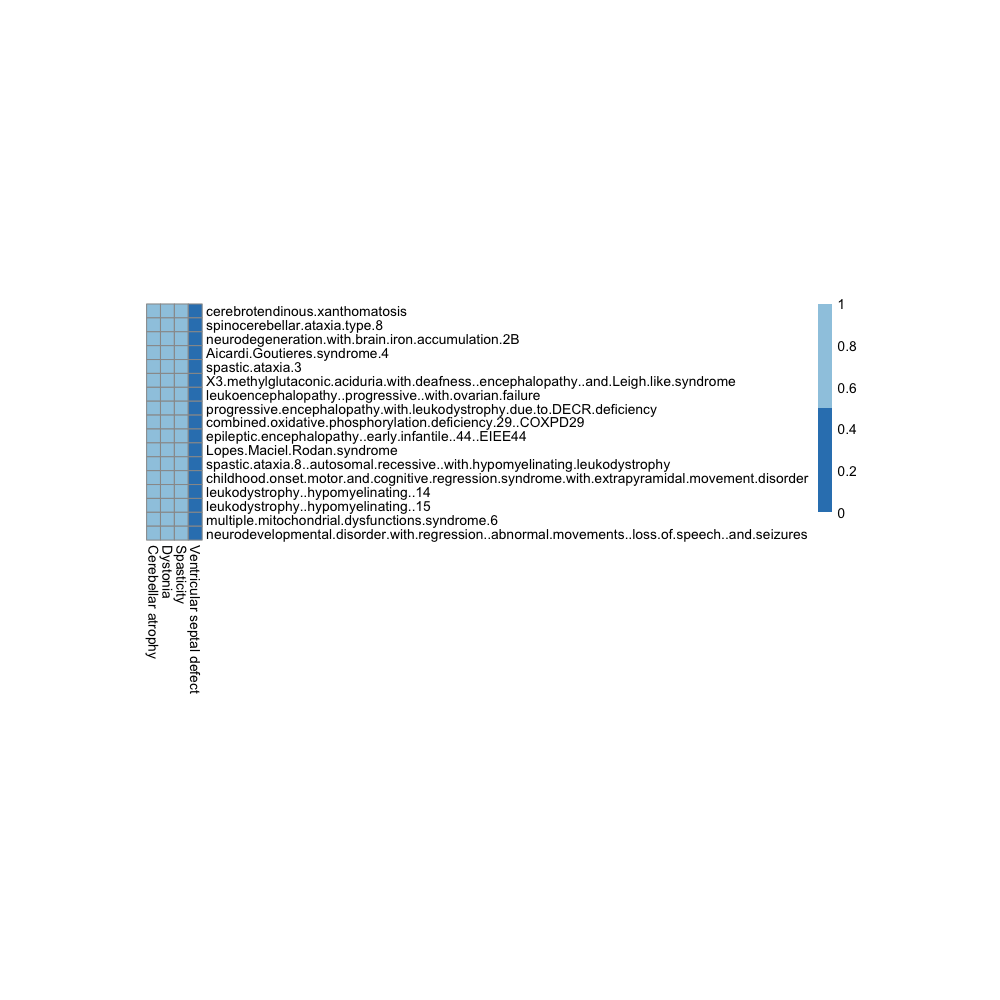 cerebrotendinous.xanthomatosis
spinocerebellar.ataxia.type.8
neurodegeneration.with.brain.iron.accumulation.2B
Aicardi.Goutieres.syndrome.4
spastic.ataxia.3
X3.methylglutaconic.aciduria.with.deafness..encephalopathy..and.Leigh.like.syndrome
leukoencephalopathy..progressive..with.ovarian.failure
progressive.encephalopathy.with.leukodystrophy.due.to.DECR.deficiency
combined.oxidative.phosphorylation.deficiency.29..COXPD29
epileptic.encephalopathy..early.infantile..44..EIEE44
Lopes.Maciel.Rodan.syndrome
spastic.ataxia.8..autosomal.recessive..with.hypomyelinating.leukodystrophy
childhood.onset.motor.and.cognitive.regression.syndrome.with.extrapyramidal.movement.disorder
leukodystrophy..hypomyelinating..14
leukodystrophy..hypomyelinating..15
multiple.mitochondrial.dysfunctions.syndrome.6
neurodevelopmental.disorder.with.regression..abnormal.movements..loss.of.speech..and.seizures
Cerebellar atrophy
Dystonia
Spasticity
Ventricular septal defect
1
0.8
0.6
0.4
0.2
0